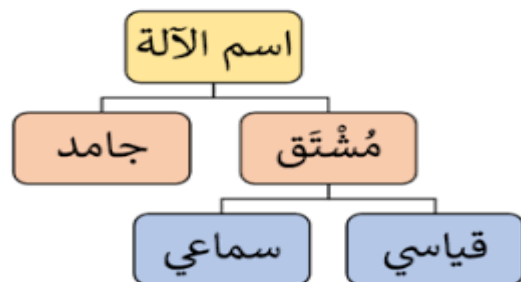 اسم الآلة
مُشْتَق
جامد
قياسي
سماعي